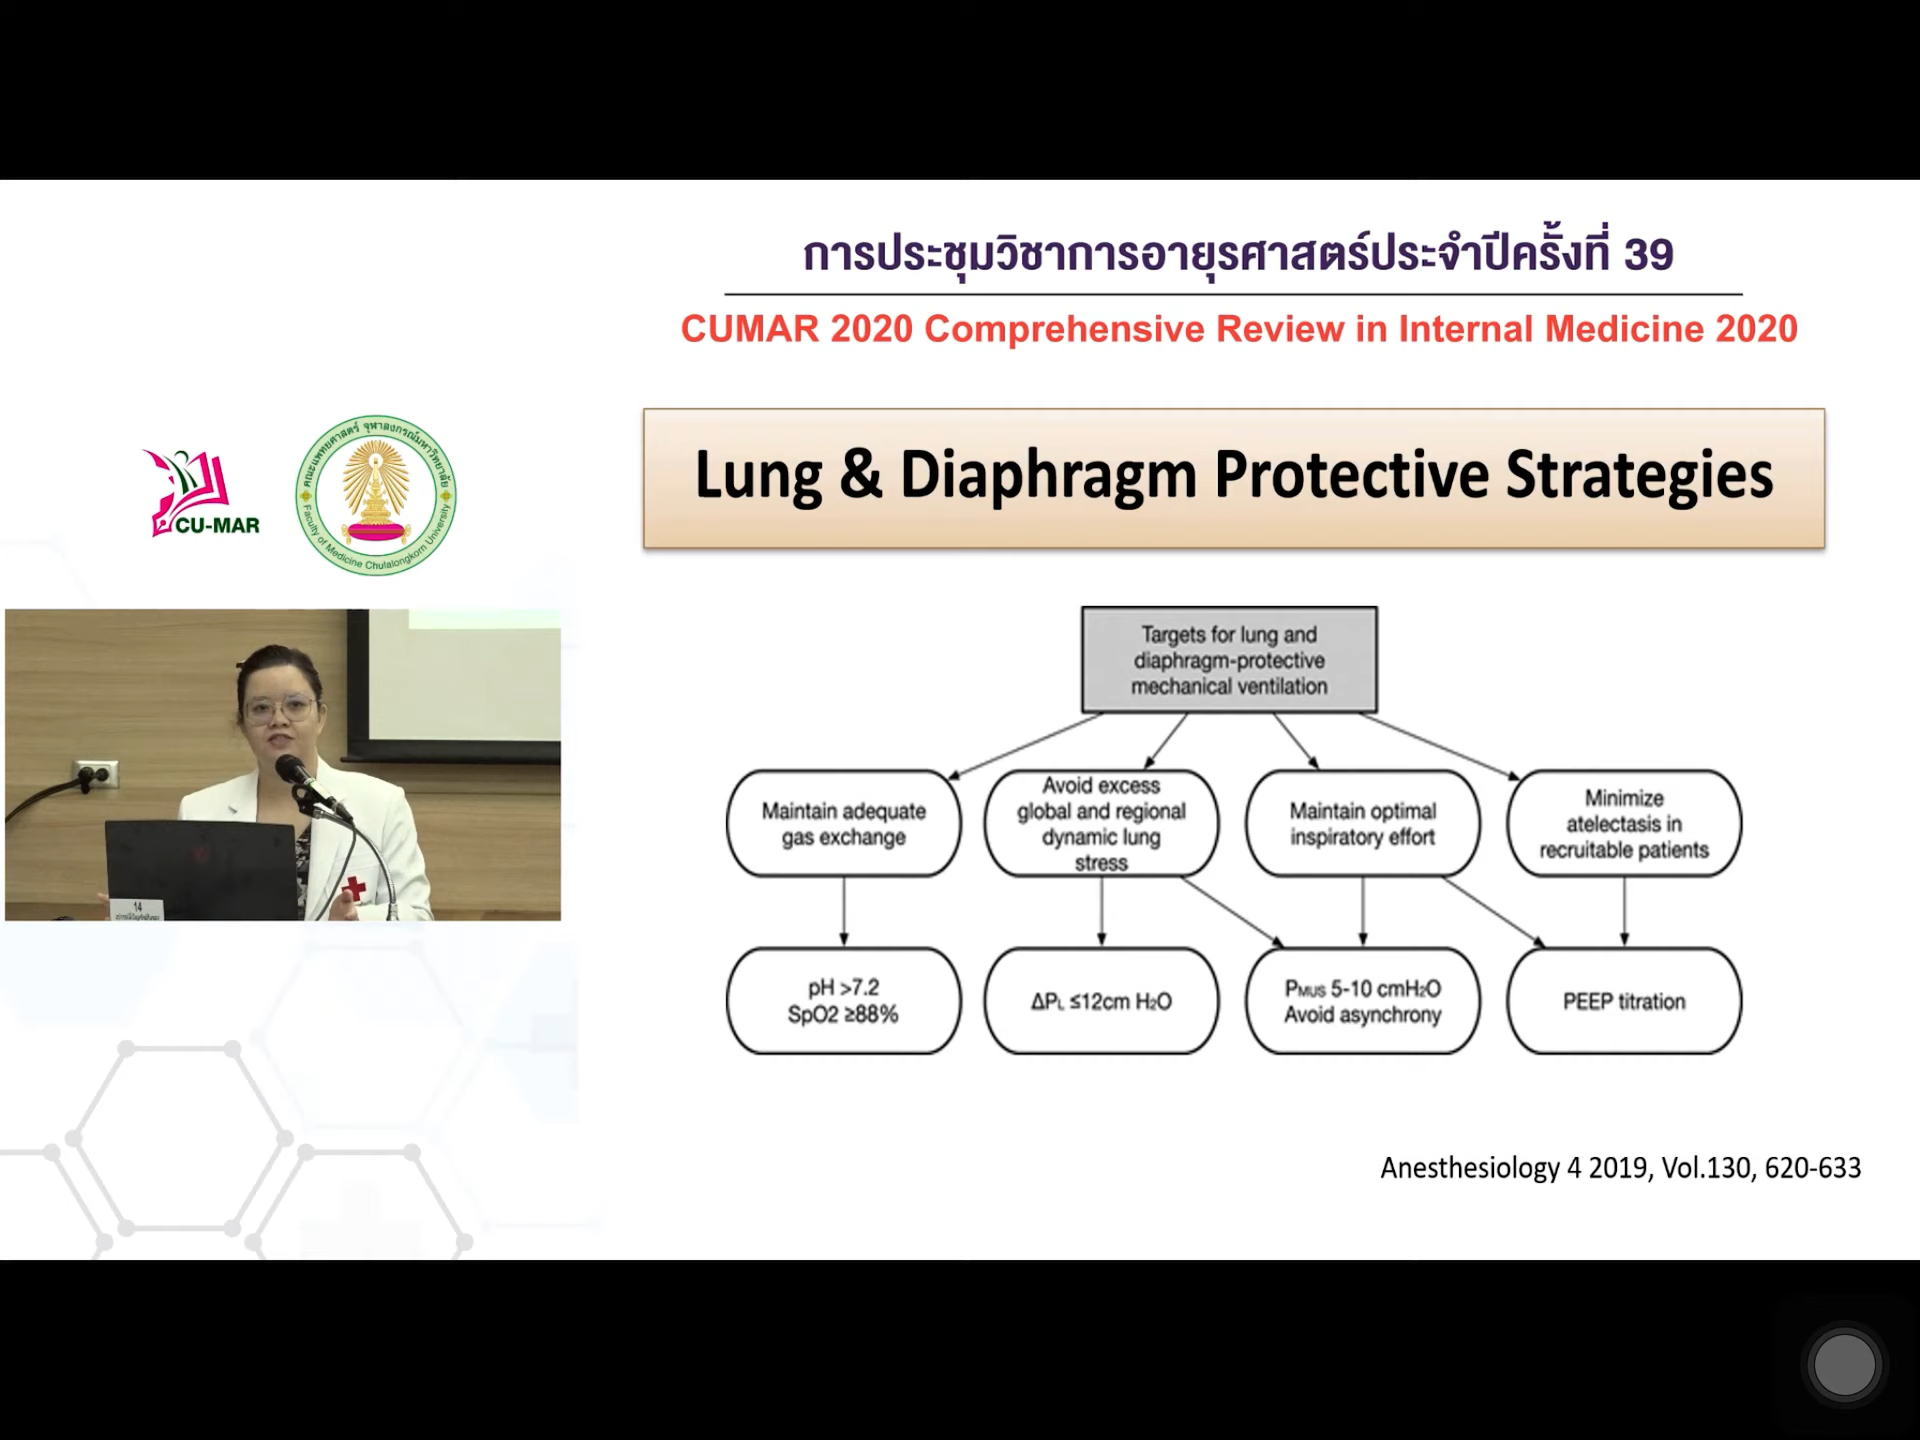 การประชุมวิชาการอายุรศาสตร์ประจำปีครั้งที่ 39
CUMAR 2020 Comprehensive Review in Internal Medicine 2020
CU-MAR
คณะแพทยศาสตร์ จุฬาลงกรณ์มหาวิทยาลัย
Faculty of Medicine Chulalongkorn University
Lung & Diaphragm Protective Strategies
Targets for lung and
diaphragm-protective
mechanical ventilation
Maintain adequate
gas exchange
Avoid excess
global and regional
dynamic lung
stress
Maintain optimal
inspiratory effort
Minimize
atelectasis in
recruitable patients
pH >7.2
SpO2 ≥88%
ΔPL ≤12cm H2O
PMUS 5-10 cmH2O
Avoid asynchrony
PEEP titration
14
Anesthesiology 4 2019, Vol.130, 620-633